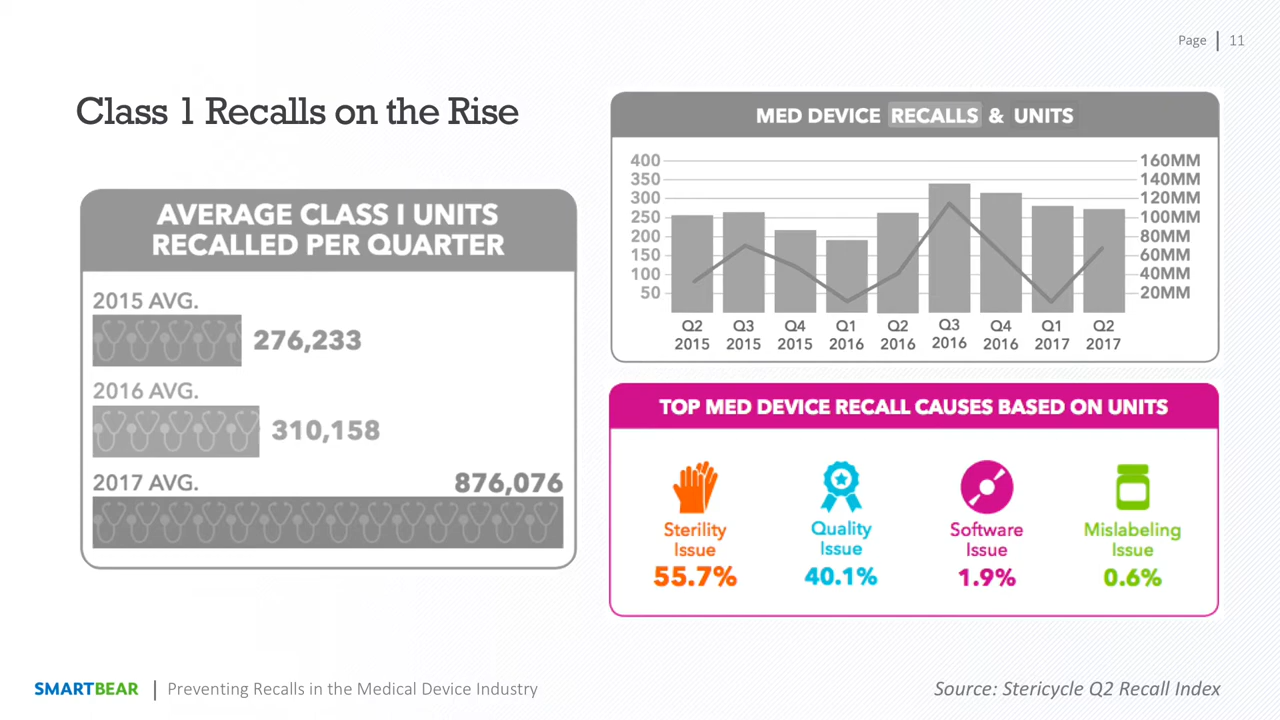 Page | 11
Class 1 Recalls on the Rise
AVERAGE CLASS I UNITS
RECALLED PER QUARTER
2015 AVG.
276,233
2016 AVG.
310,158
2017 AVG.
876,076
MED DEVICE RECALLS & UNITS
400
350
300
250
200
150
100
50
160MM
140MM
120MM
100MM
80MM
60MM
40MM
20MM
Q2 Q3 Q4 Q1 Q2 Q3 Q4 Q1 Q2
2015 2015 2015 2016 2016 2016 2016 2017 2017
TOP MED DEVICE RECALL CAUSES BASED ON UNITS
Sterility
Issue
55.7%
Quality
Issue
40.1%
Software
Issue
1.9%
Mislabeling
Issue
0.6%
SMARTBEAR | Preventing Recalls in the Medical Device Industry
Source: Stericycle Q2 Recall Index